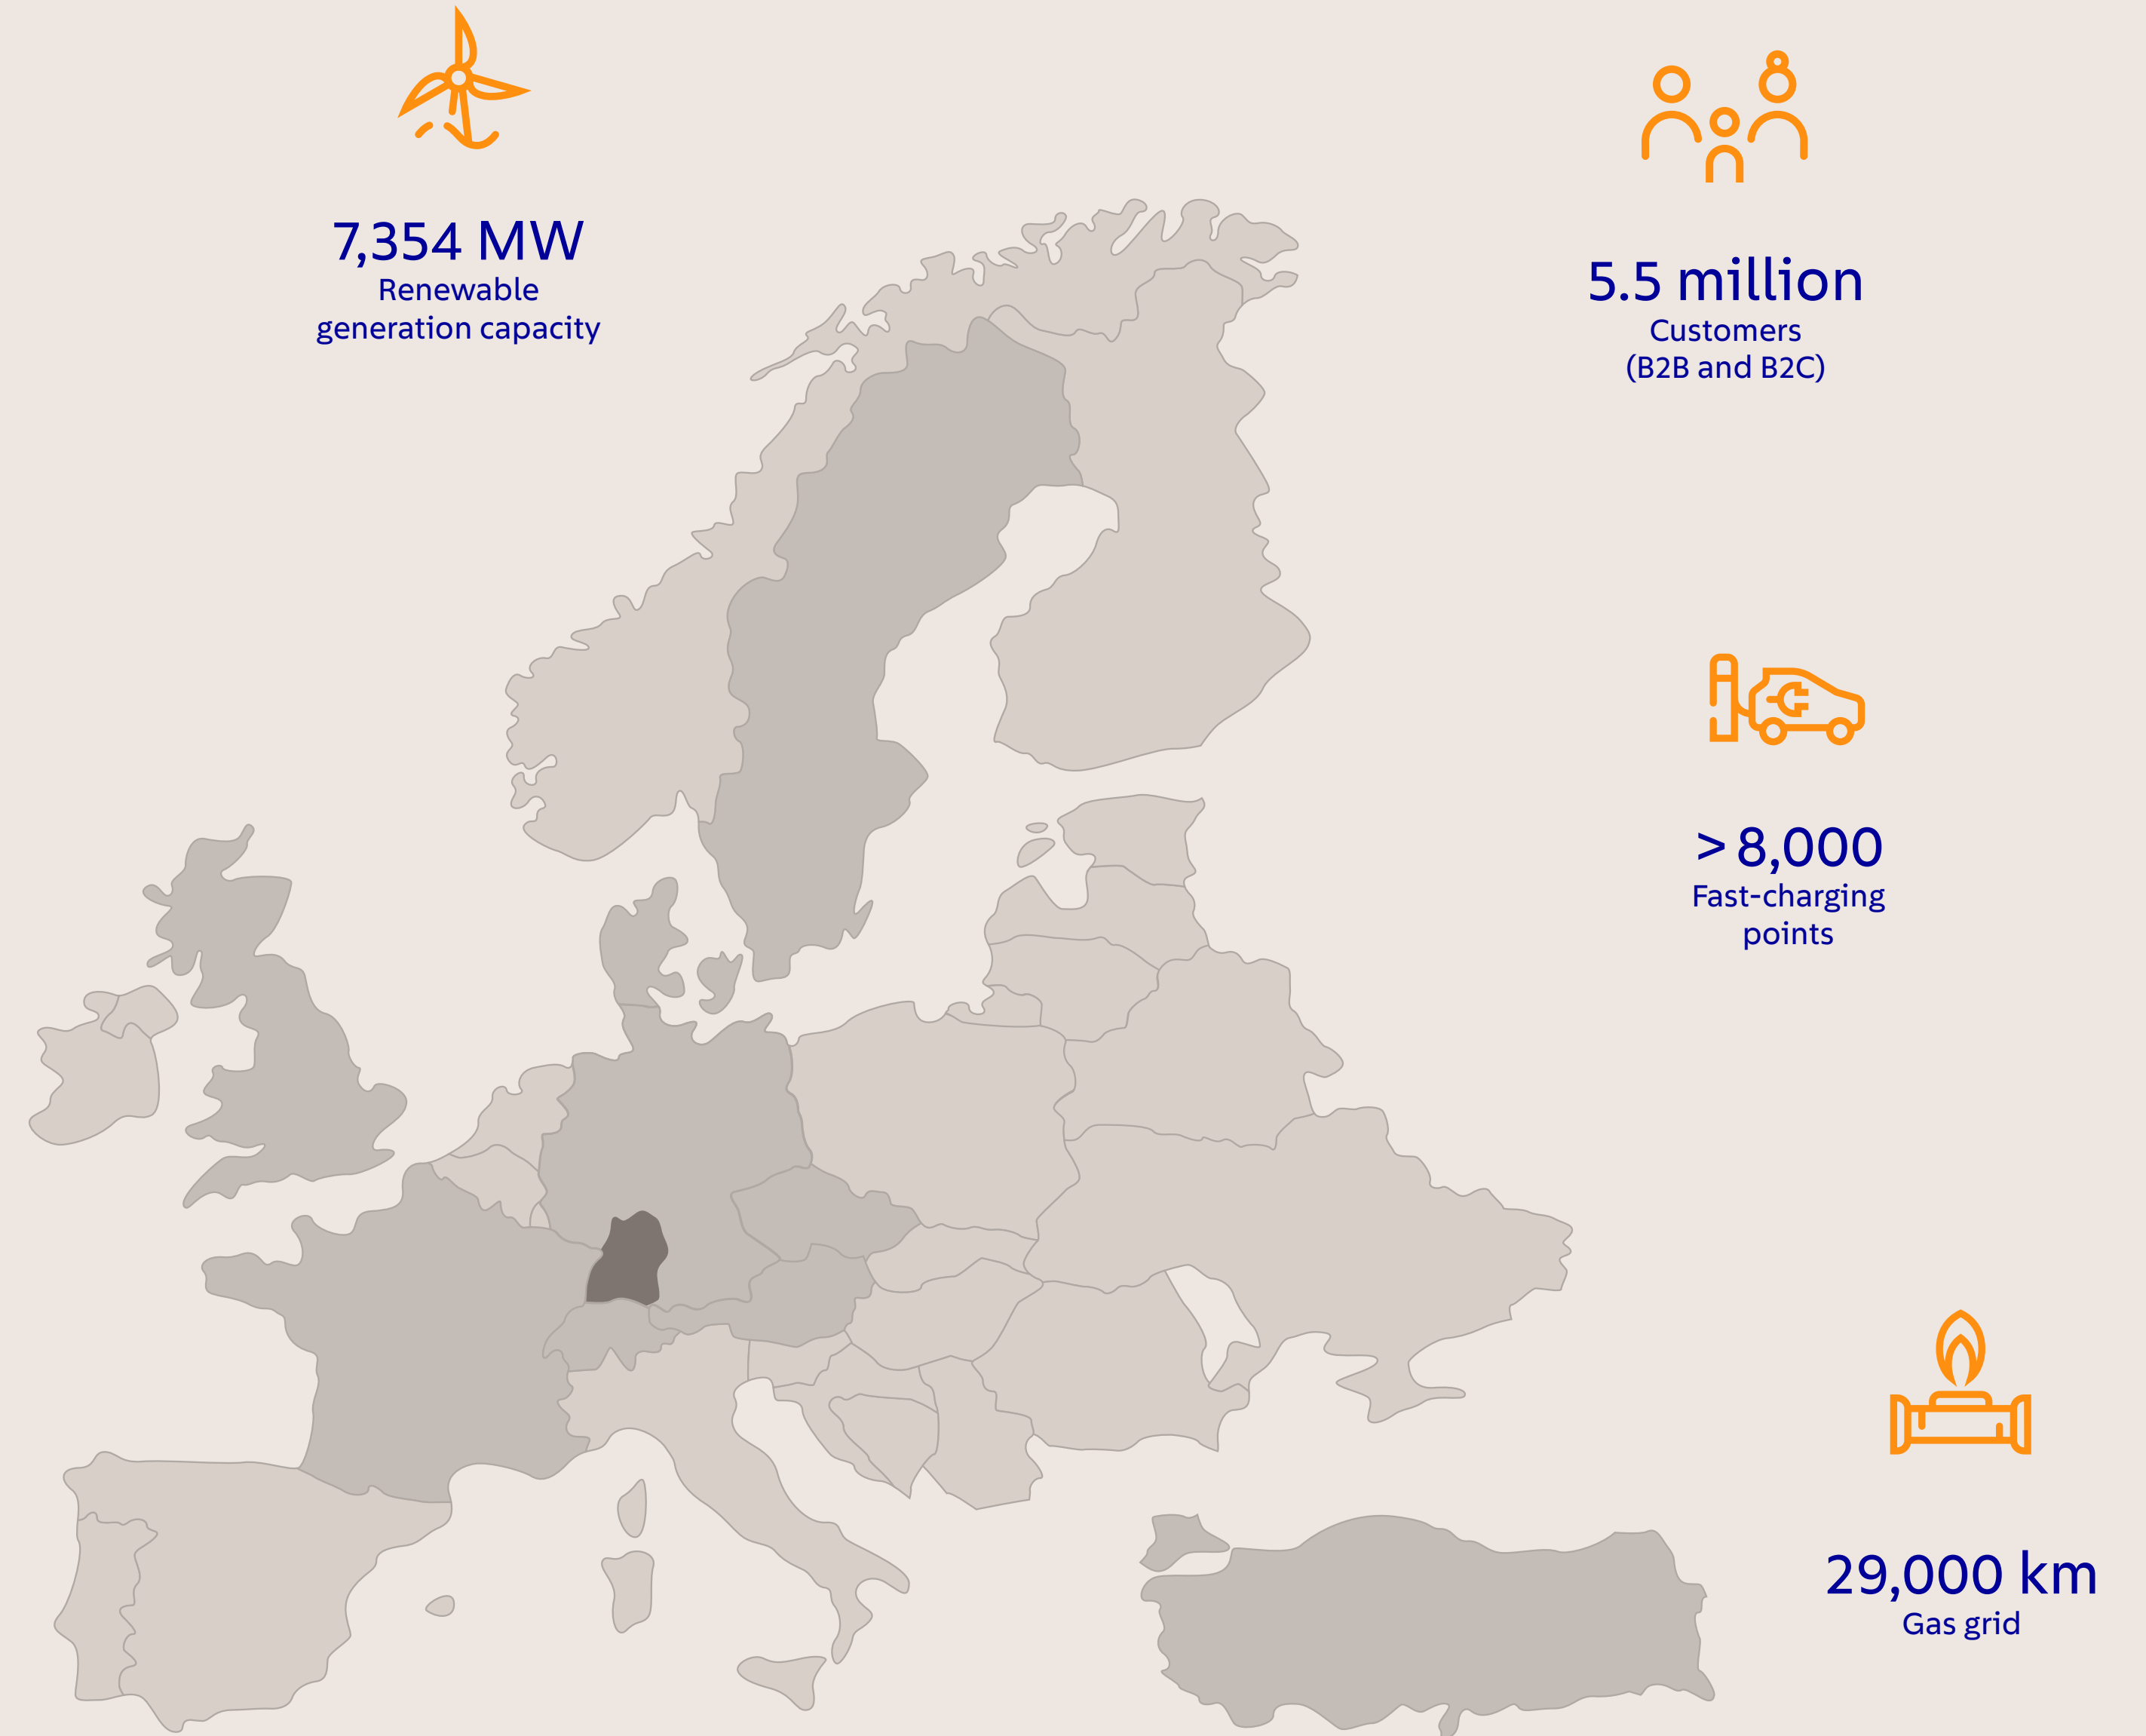 7,354 MW
Renewable
generation capacity
5.5 million
Customers
(B2B and B2C)
> 8,000
Fast-charging
points
29,000 km
Gas grid